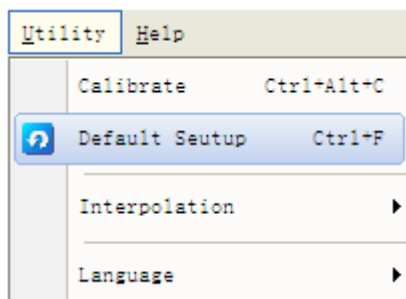 Utility Help
Calibrate Ctrl+Alt+C
Default Seutup Ctrl+F
Interpolation
Language